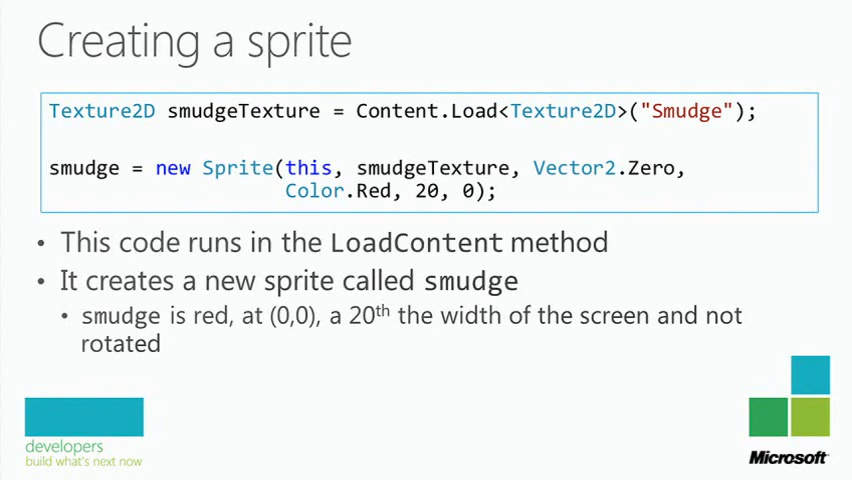 Creating a sprite
Texture2D smudgeTexture = Content.Load<Texture2D>("Smudge");
smudge = new Sprite(this, smudgeTexture, Vector2.Zero,
Color.Red, 20, 0);
• This code runs in the LoadContent method
• It creates a new sprite called smudge
• smudge is red, at (0,0), a 20th the width of the screen and not
rotated
developers
build what's next now
Microsoft